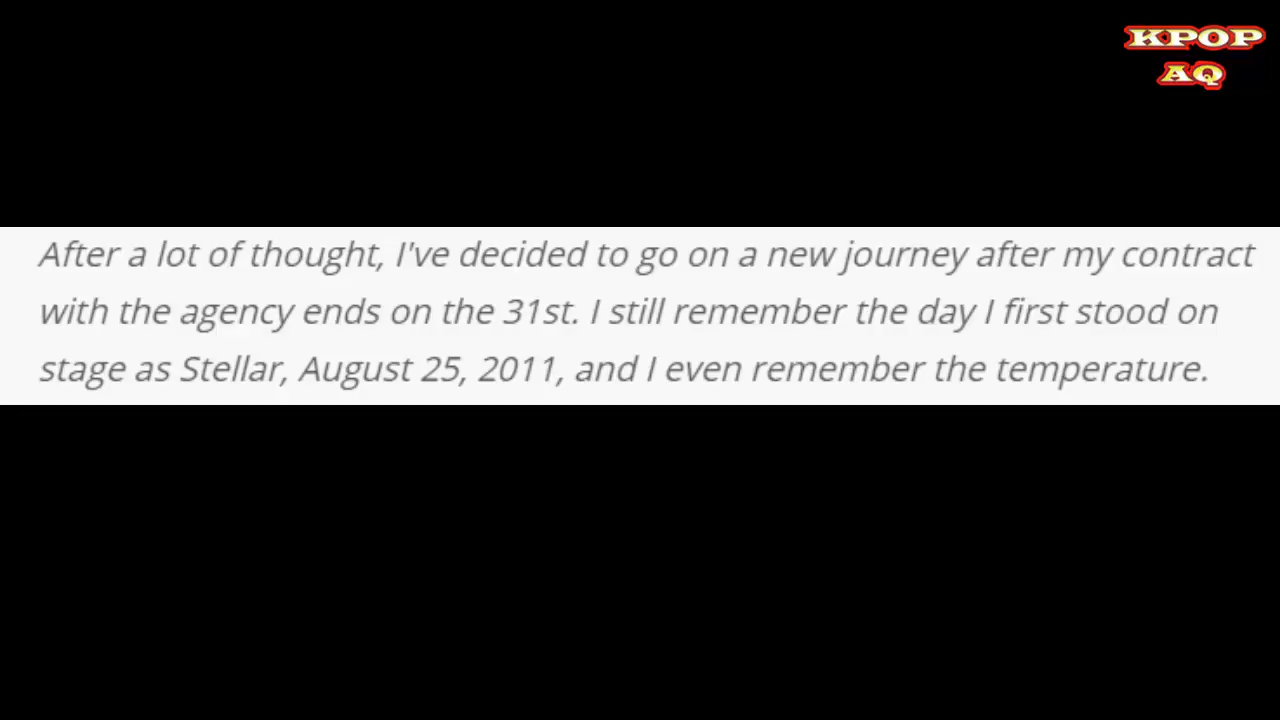 KPOP
AQ
After a lot of thought, I've decided to go on a new journey after my contract
with the agency ends on the 31st. I still remember the day I first stood on
stage as Stellar, August 25, 2011, and I even remember the temperature.